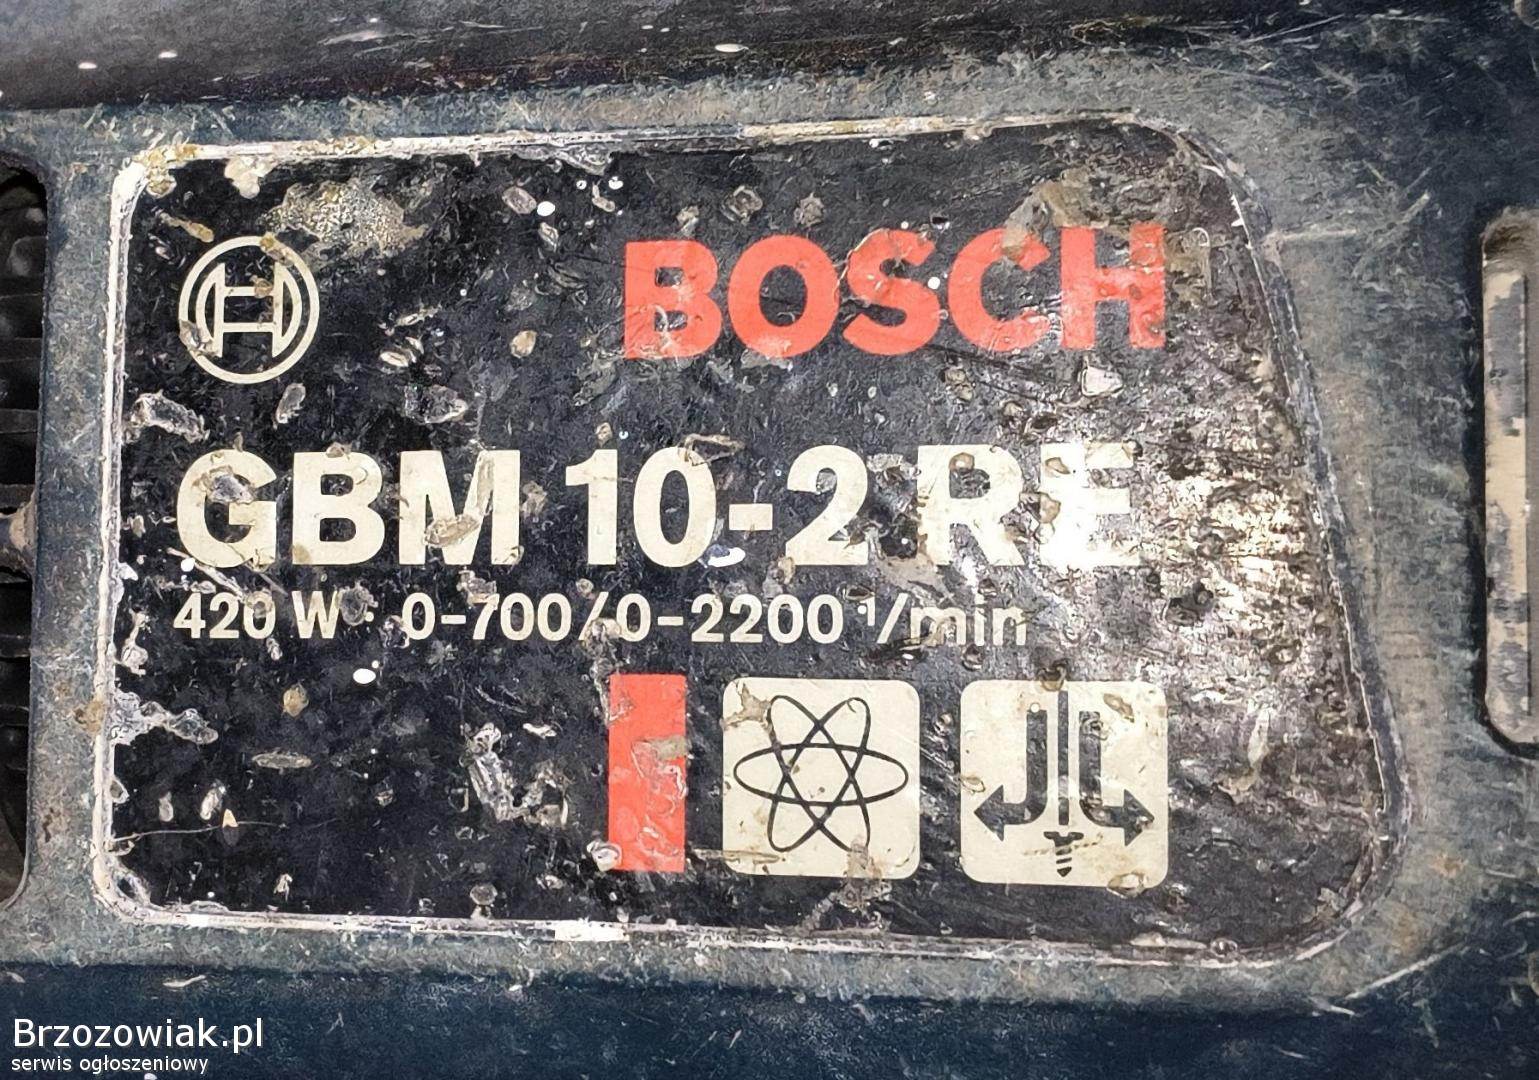 BOSCH
GBM 10-2 RE
420 W · 0-700/0-2200 1/min
Brzozowiak.pl
serwis ogłoszeniowy